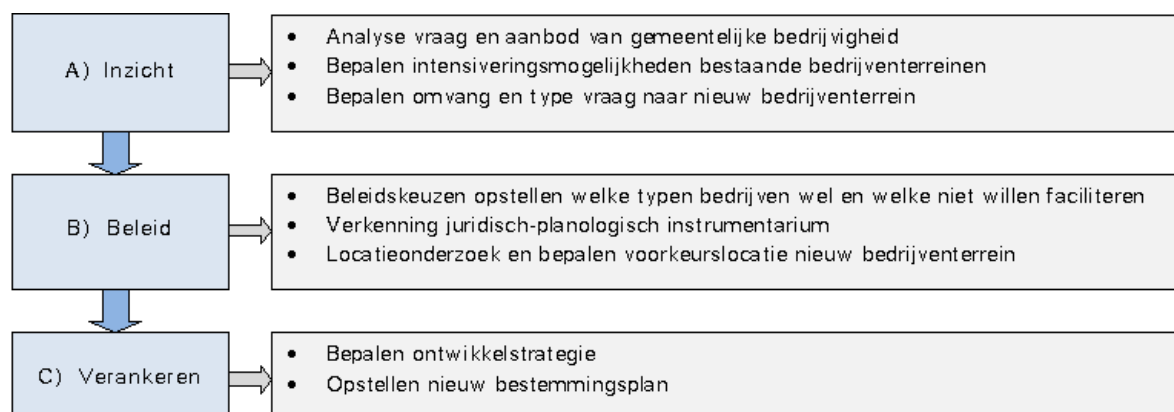 A) Inzicht
• Analyse vraag en aanbod van gemeentelijke bedrijvigheid
• Bepalen intensiveringsmogelijkheden bestaande bedrijventerreinen
• Bepalen omvang en type vraag naar nieuw bedrijventerrein
B) Beleid
• Beleidskeuzen opstellen welke typen bedrijven wel en welke niet willen faciliteren
• Verkenning juridisch-planologisch instrumentarium
• Locatieonderzoek en bepalen voorkeurslocatie nieuw bedrijventerrein
C) Verankeren
• Bepalen ontwikkelstrategie
• Opstellen nieuw bestemmingsplan